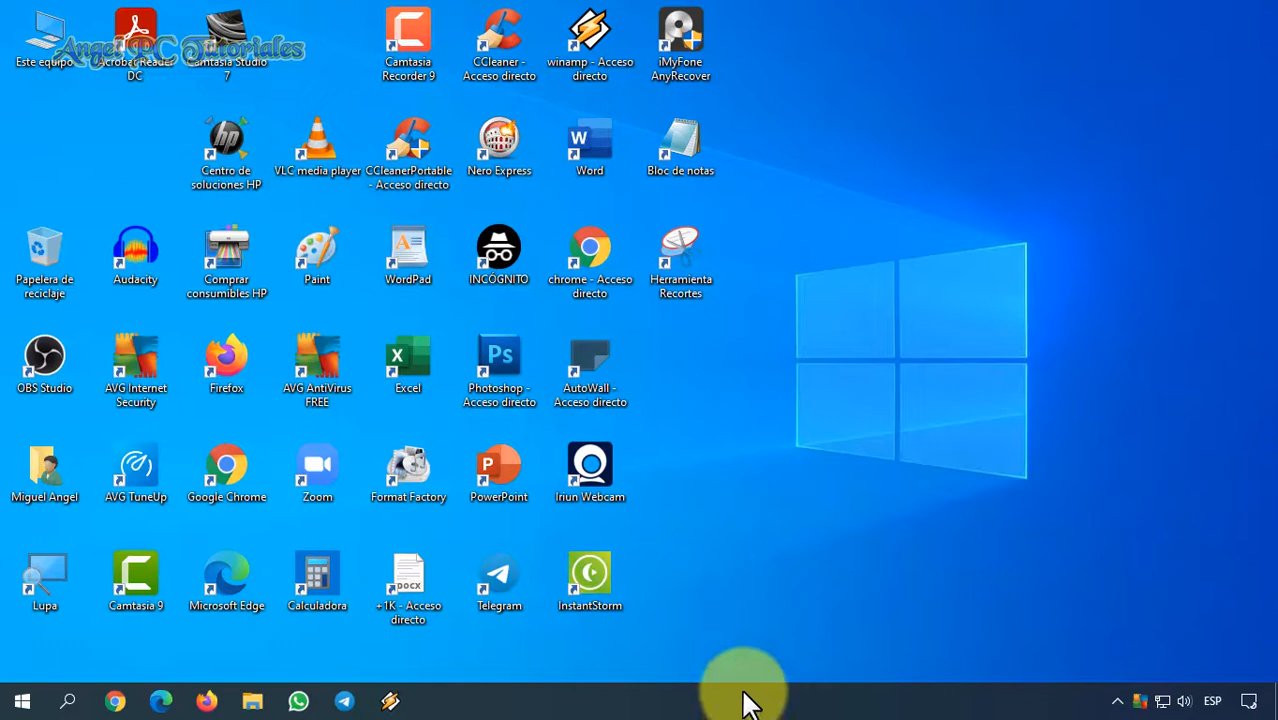 Angel PC Tutoriales
Este equipo
Acrobat Reader
DC
Camtasia Studio
7
Camtasia
Recorder 9
CCleaner -
Acceso directo
winamp - Acceso
directo
iMyFone
AnyRecover
Centro de
soluciones HP
VLC media player
CCleanerPortable
- Acceso directo
Nero Express
Word
Bloc de notas
Papelera de
reciclaje
Audacity
Comprar
consumibles HP
Paint
WordPad
INCÓGNITO
chrome - Acceso
directo
Herramienta
Recortes
OBS Studio
AVG Internet
Security
Firefox
AVG AntiVirus
FREE
Excel
Photoshop -
Acceso directo
AutoWall -
Acceso directo
Miguel Angel
AVG TuneUp
Google Chrome
Zoom
Format Factory
PowerPoint
Iriun Webcam
Lupa
Camtasia 9
Microsoft Edge
Calculadora
+1K - Acceso
directo
Telegram
InstantStorm
ESP